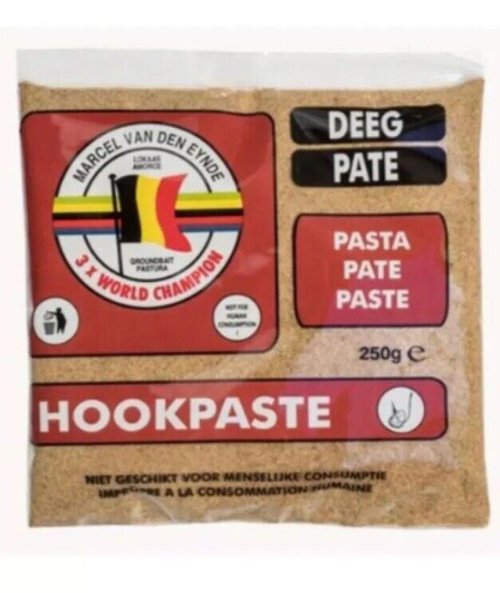 MARCEL VAN DEN EYNDE
LOKAAS
AMORCE
GROUNDBAIT
PASTURA
3 X WORLD CHAMPION
NOT FOR
HUMAN
CONSUMPTION
DEEG
PATE
PASTA
PATE
PASTE
250g e
HOOKPASTE
NIET GESCHIKT VOOR MENSELIJKE CONSUMPTIE
IMPROPRE A LA CONSOMMATION HUMAINE